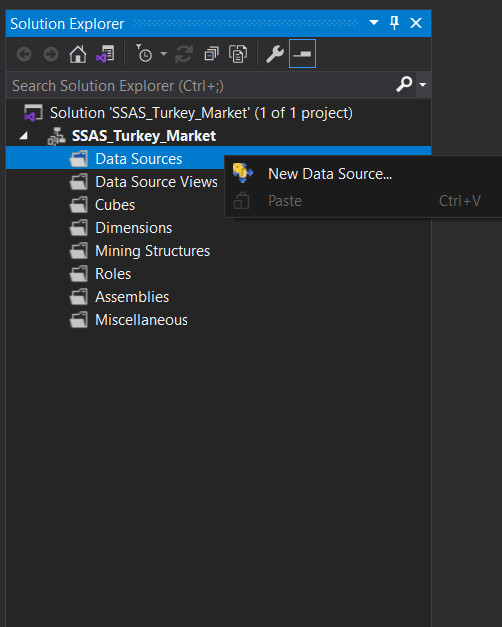 Solution Explorer
Search Solution Explorer (Ctrl+;)
Solution 'SSAS_Turkey_Market' (1 of 1 project)
SSAS_Turkey_Market
Data Sources
New Data Source...
Data Source Views
Paste Ctrl+V
Cubes
Dimensions
Mining Structures
Roles
Assemblies
Miscellaneous